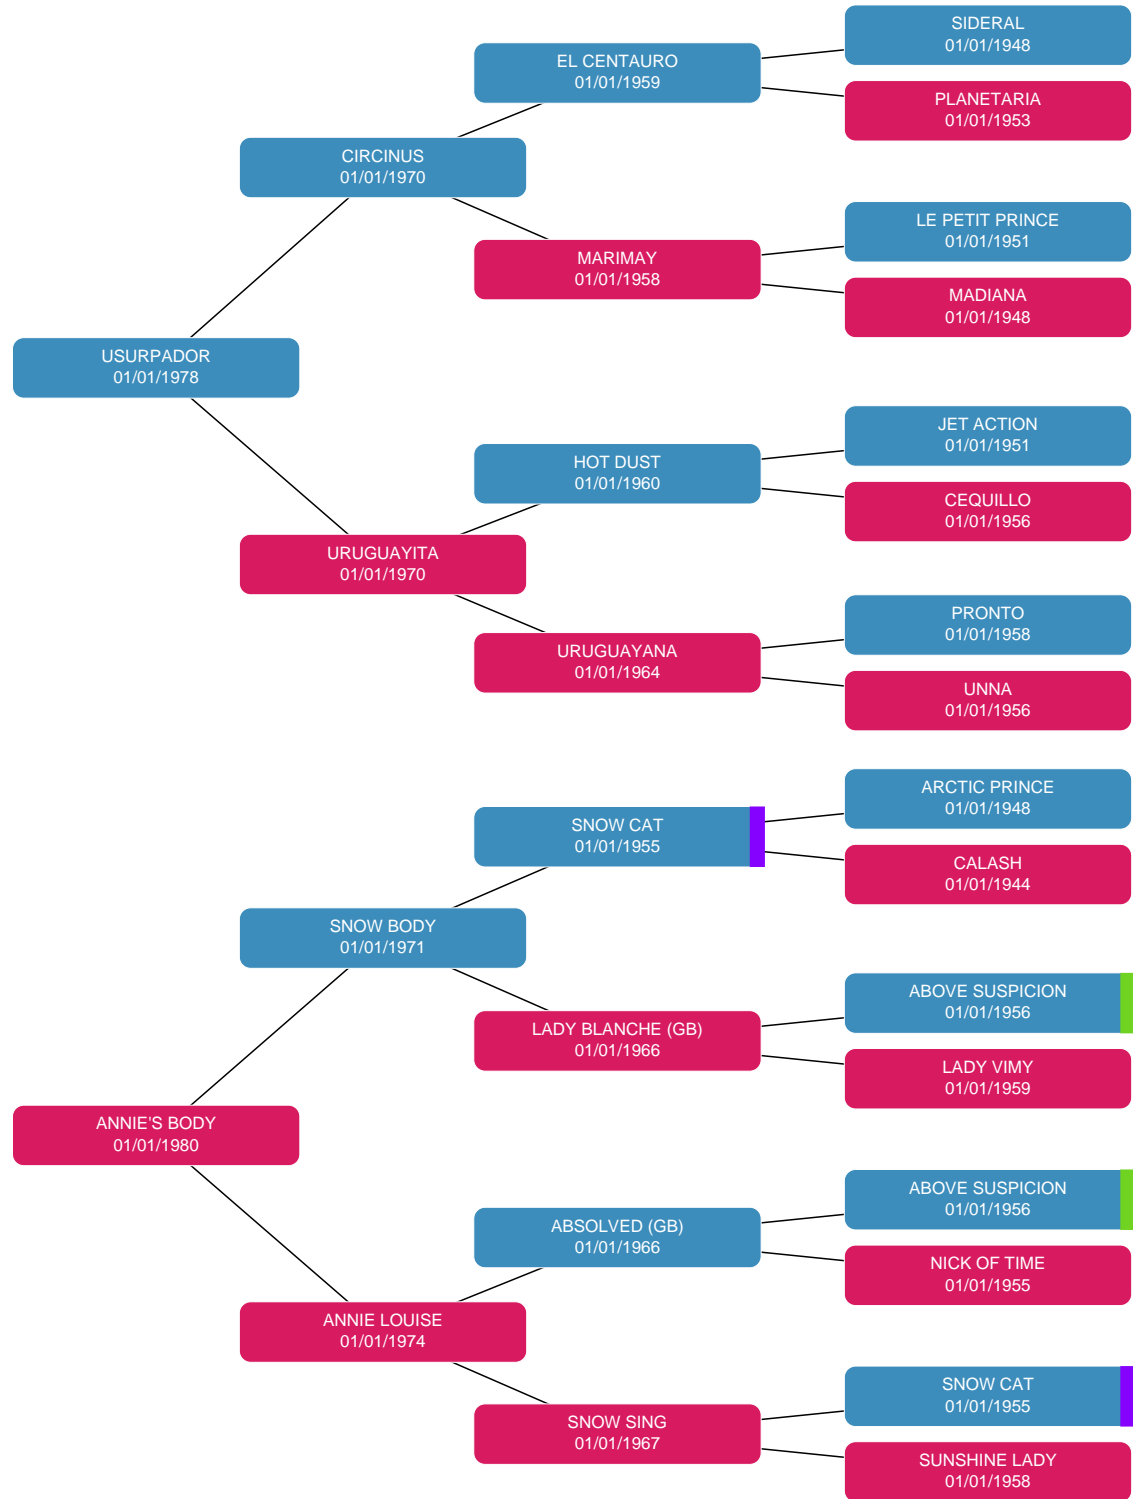 SIDERAL
01/01/1948
EL CENTAURO
01/01/1959
PLANETARIA
01/01/1953
CIRCINUS
01/01/1970
LE PETIT PRINCE
01/01/1951
MARIMAY
01/01/1958
MADIANA
01/01/1948
USURPADOR
01/01/1978
JET ACTION
01/01/1951
HOT DUST
01/01/1960
CEQUILLO
01/01/1956
URUGUAYITA
01/01/1970
PRONTO
01/01/1958
URUGUAYANA
01/01/1964
UNNA
01/01/1956
ARCTIC PRINCE
01/01/1948
SNOW CAT
01/01/1955
CALASH
01/01/1944
SNOW BODY
01/01/1971
ABOVE SUSPICION
01/01/1956
LADY BLANCHE (GB)
01/01/1966
LADY VIMY
01/01/1959
ANNIE'S BODY
01/01/1980
ABOVE SUSPICION
01/01/1956
ABSOLVED (GB)
01/01/1966
NICK OF TIME
01/01/1955
ANNIE LOUISE
01/01/1974
SNOW CAT
01/01/1955
SNOW SING
01/01/1967
SUNSHINE LADY
01/01/1958